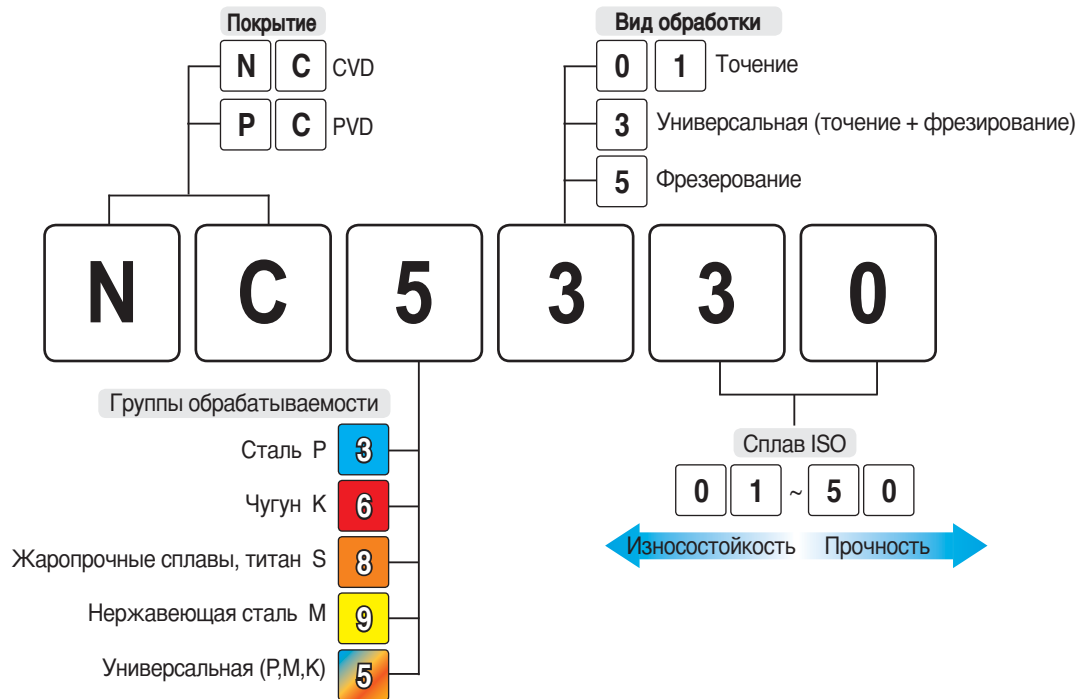 Покрытие
N C CVD
P C PVD
Вид обработки
0 1 Точение
3 Универсальная (точение + фрезирование)
5 Фрезерование
N C 5 3 3 0
Группы обрабатываемости
Сталь P 3
Чугун K 6
Жаропрочные сплавы, титан S 8
Нержавеющая сталь M 9
Универсальная (P,M,K) 5
Сплав ISO
0 1 ~ 5 0
Износостойкость Прочность